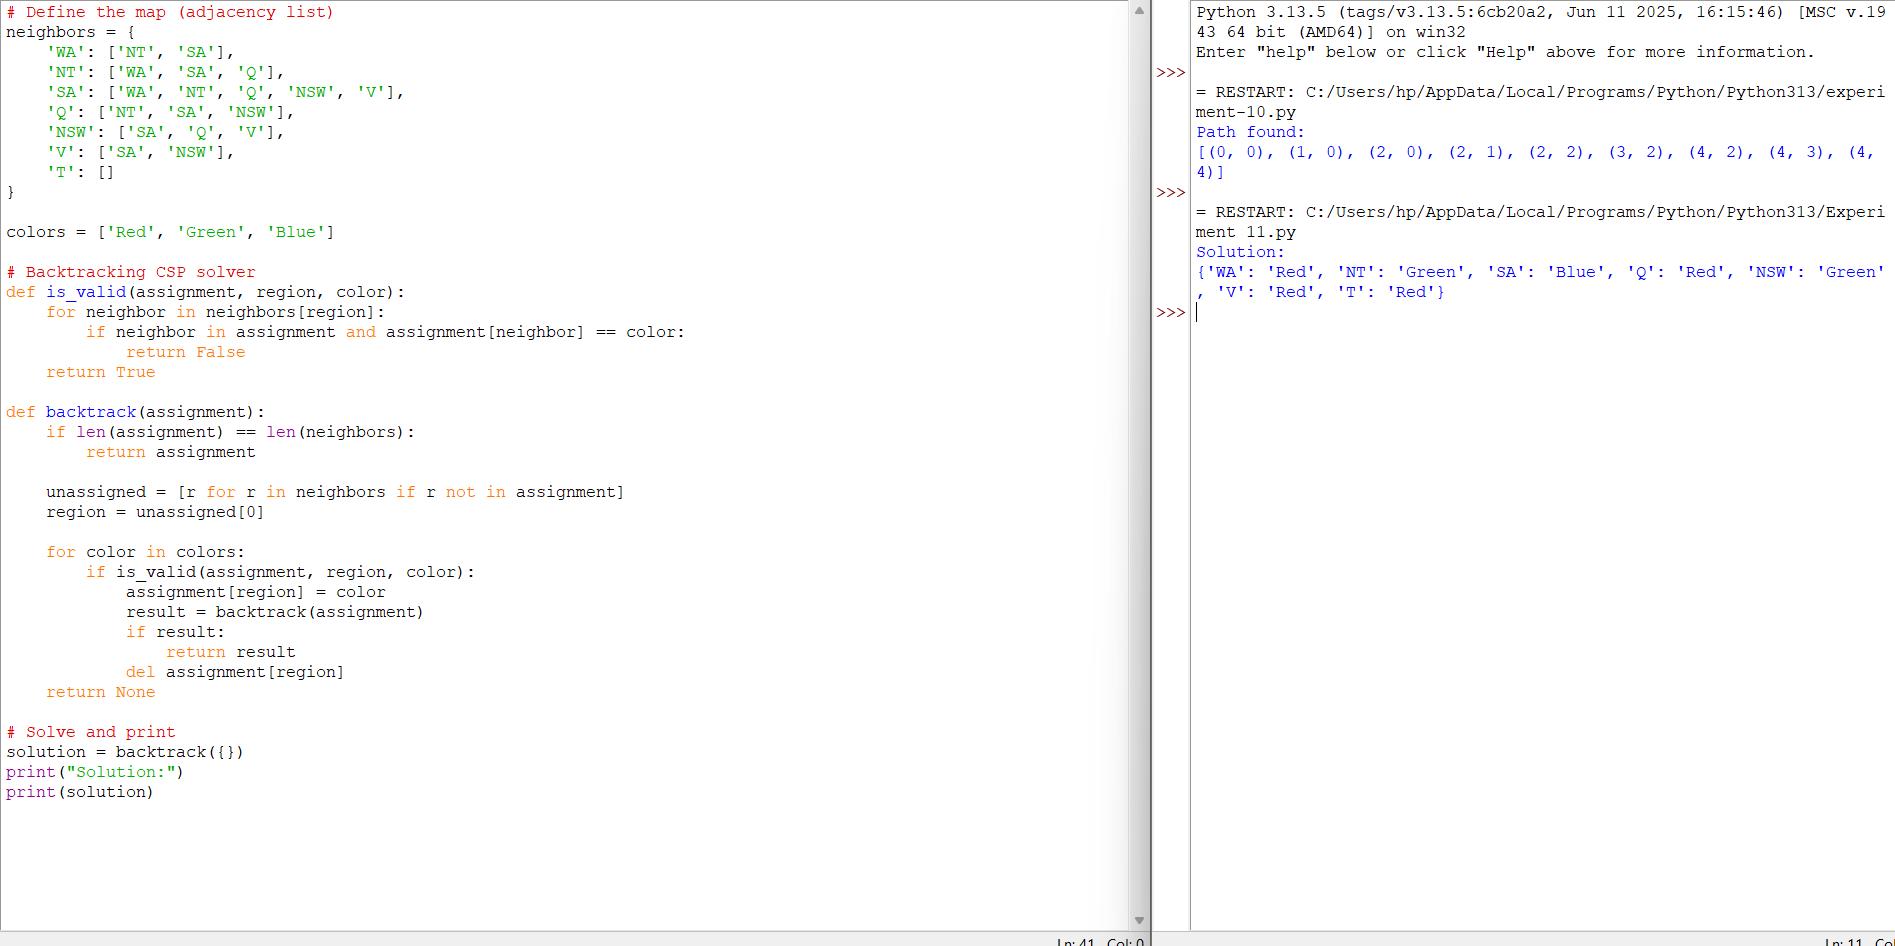 # Define the map (adjacency list)
neighbors = {
    'WA': ['NT', 'SA'],
    'NT': ['WA', 'SA', 'Q'],
    'SA': ['WA', 'NT', 'Q', 'NSW', 'V'],
    'Q': ['NT', 'SA', 'NSW'],
    'NSW': ['SA', 'Q', 'V'],
    'V': ['SA', 'NSW'],
    'T': []
}
colors = ['Red', 'Green', 'Blue']
# Backtracking CSP solver
def is_valid(assignment, region, color):
    for neighbor in neighbors[region]:
        if neighbor in assignment and assignment[neighbor] == color:
            return False
    return True
def backtrack(assignment):
    if len(assignment) == len(neighbors):
        return assignment
    unassigned = [r for r in neighbors if r not in assignment]
    region = unassigned[0]
    for color in colors:
        if is_valid(assignment, region, color):
            assignment[region] = color
            result = backtrack(assignment)
            if result:
                return result
            del assignment[region]
    return None
# Solve and print
solution = backtrack({})
print("Solution:")
print(solution)
Ln: 41 Col: 0
Python 3.13.5 (tags/v3.13.5:6cb20a2, Jun 11 2025, 16:15:46) [MSC v.19
43 64 bit (AMD64)] on win32
Enter "help" below or click "Help" above for more information.
>>>
= RESTART: C:/Users/hp/AppData/Local/Programs/Python/Python313/experi
ment-10.py
Path found:
[(0, 0), (1, 0), (2, 0), (2, 1), (2, 2), (3, 2), (4, 2), (4, 3), (4,
4)]
>>>
= RESTART: C:/Users/hp/AppData/Local/Programs/Python/Python313/Experi
ment 11.py
Solution:
{'WA': 'Red', 'NT': 'Green', 'SA': 'Blue', 'Q': 'Red', 'NSW': 'Green'
, 'V': 'Red', 'T': 'Red'}
>>>
Ln: 11